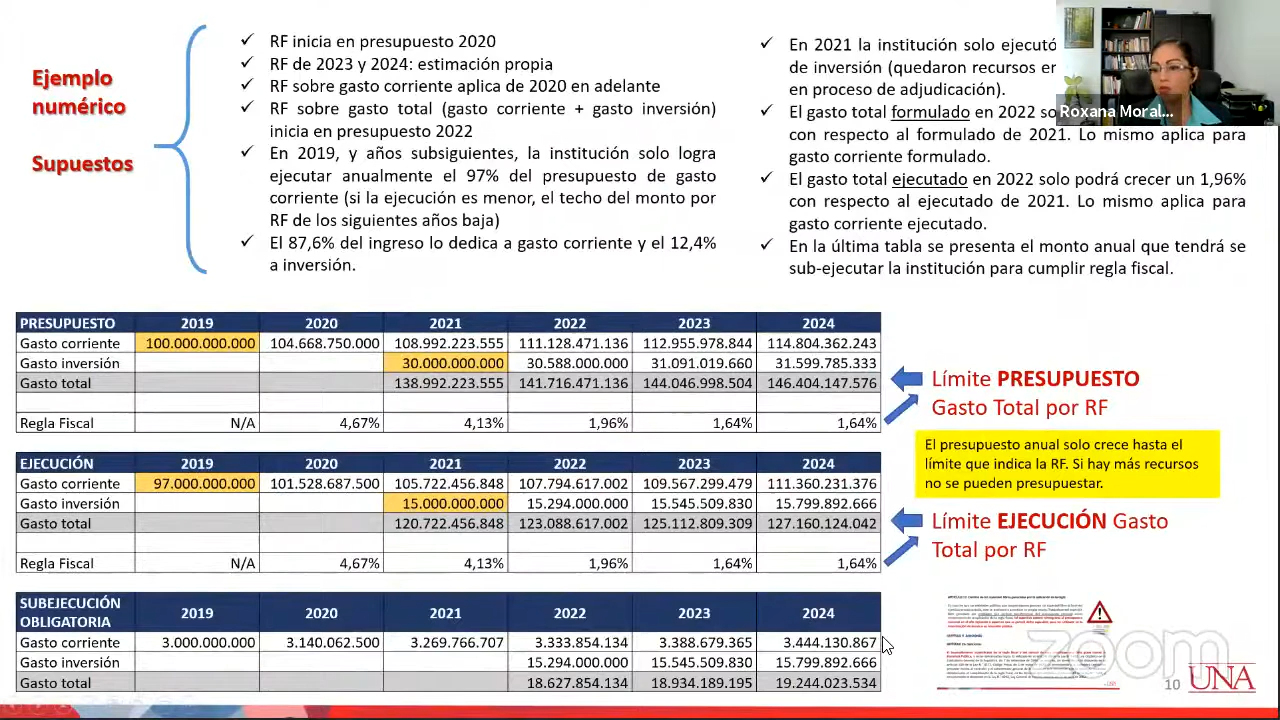 Ejemplo
numérico
Supuestos
✓ RF inicia en presupuesto 2020
✓ RF de 2023 y 2024: estimación propia
✓ RF sobre gasto corriente aplica de 2020 en adelante
✓ RF sobre gasto total (gasto corriente + gasto inversión)
inicia en presupuesto 2022
✓ En 2019, y años subsiguientes, la institución solo logra
ejecutar anualmente el 97% del presupuesto de gasto
corriente (si la ejecución es menor, el techo del monto por
RF de los siguientes años baja)
✓ El 87,6% del ingreso lo dedica a gasto corriente y el 12,4%
a inversión.
✓ En 2021 la institución solo ejecutó
de inversión (quedaron recursos en
en proceso de adjudicación).
✓ El gasto total formulado en 2022
con respecto al formulado de 2021. Lo mismo aplica para
gasto corriente formulado.
✓ El gasto total ejecutado en 2022 solo podrá crecer un 1,96%
con respecto al ejecutado de 2021. Lo mismo aplica para
gasto corriente ejecutado.
✓ En la última tabla se presenta el monto anual que tendrá se
sub-ejecutar la institución para cumplir regla fiscal.
Roxana Moral...
PRESUPUESTO 2019 2020 2021 2022 2023 2024
Gasto corriente 100.000.000.000 104.668.750.000 108.992.223.555 111.128.471.136 112.955.978.844 114.804.362.243
Gasto inversión 30.000.000.000 30.588.000.000 31.091.019.660 31.599.785.333
Gasto total 138.992.223.555 141.716.471.136 144.046.998.504 146.404.147.576
Regla Fiscal N/A 4,67% 4,13% 1,96% 1,64% 1,64%
EJECUCIÓN 2019 2020 2021 2022 2023 2024
Gasto corriente 97.000.000.000 101.528.687.500 105.722.456.848 107.794.617.002 109.567.299.479 111.360.231.376
Gasto inversión 15.000.000.000 15.294.000.000 15.545.509.830 15.799.892.666
Gasto total 120.722.456.848 123.088.617.002 125.112.809.309 127.160.124.042
Regla Fiscal N/A 4,67% 4,13% 1,96% 1,64% 1,64%
SUBEJECUCIÓN
OBLIGATORIA 2019 2020 2021 2022 2023 2024
Gasto corriente 3.000.000.000 3.140.062.500 3.269.766.707 3.333.854.134 3.388.679.365 3.444.130.867
Gasto inversión 15.294.000.000 15.545.509.830 15.799.892.666
Gasto total 18.627.854.134 18.934.189.195 19.244.023.534
Límite PRESUPUESTO
Gasto Total por RF
El presupuesto anual solo crece hasta el
límite que indica la RF. Si hay más recursos
no se pueden presupuestar.
Límite EJECUCIÓN Gasto
Total por RF
zoom
10 UNA